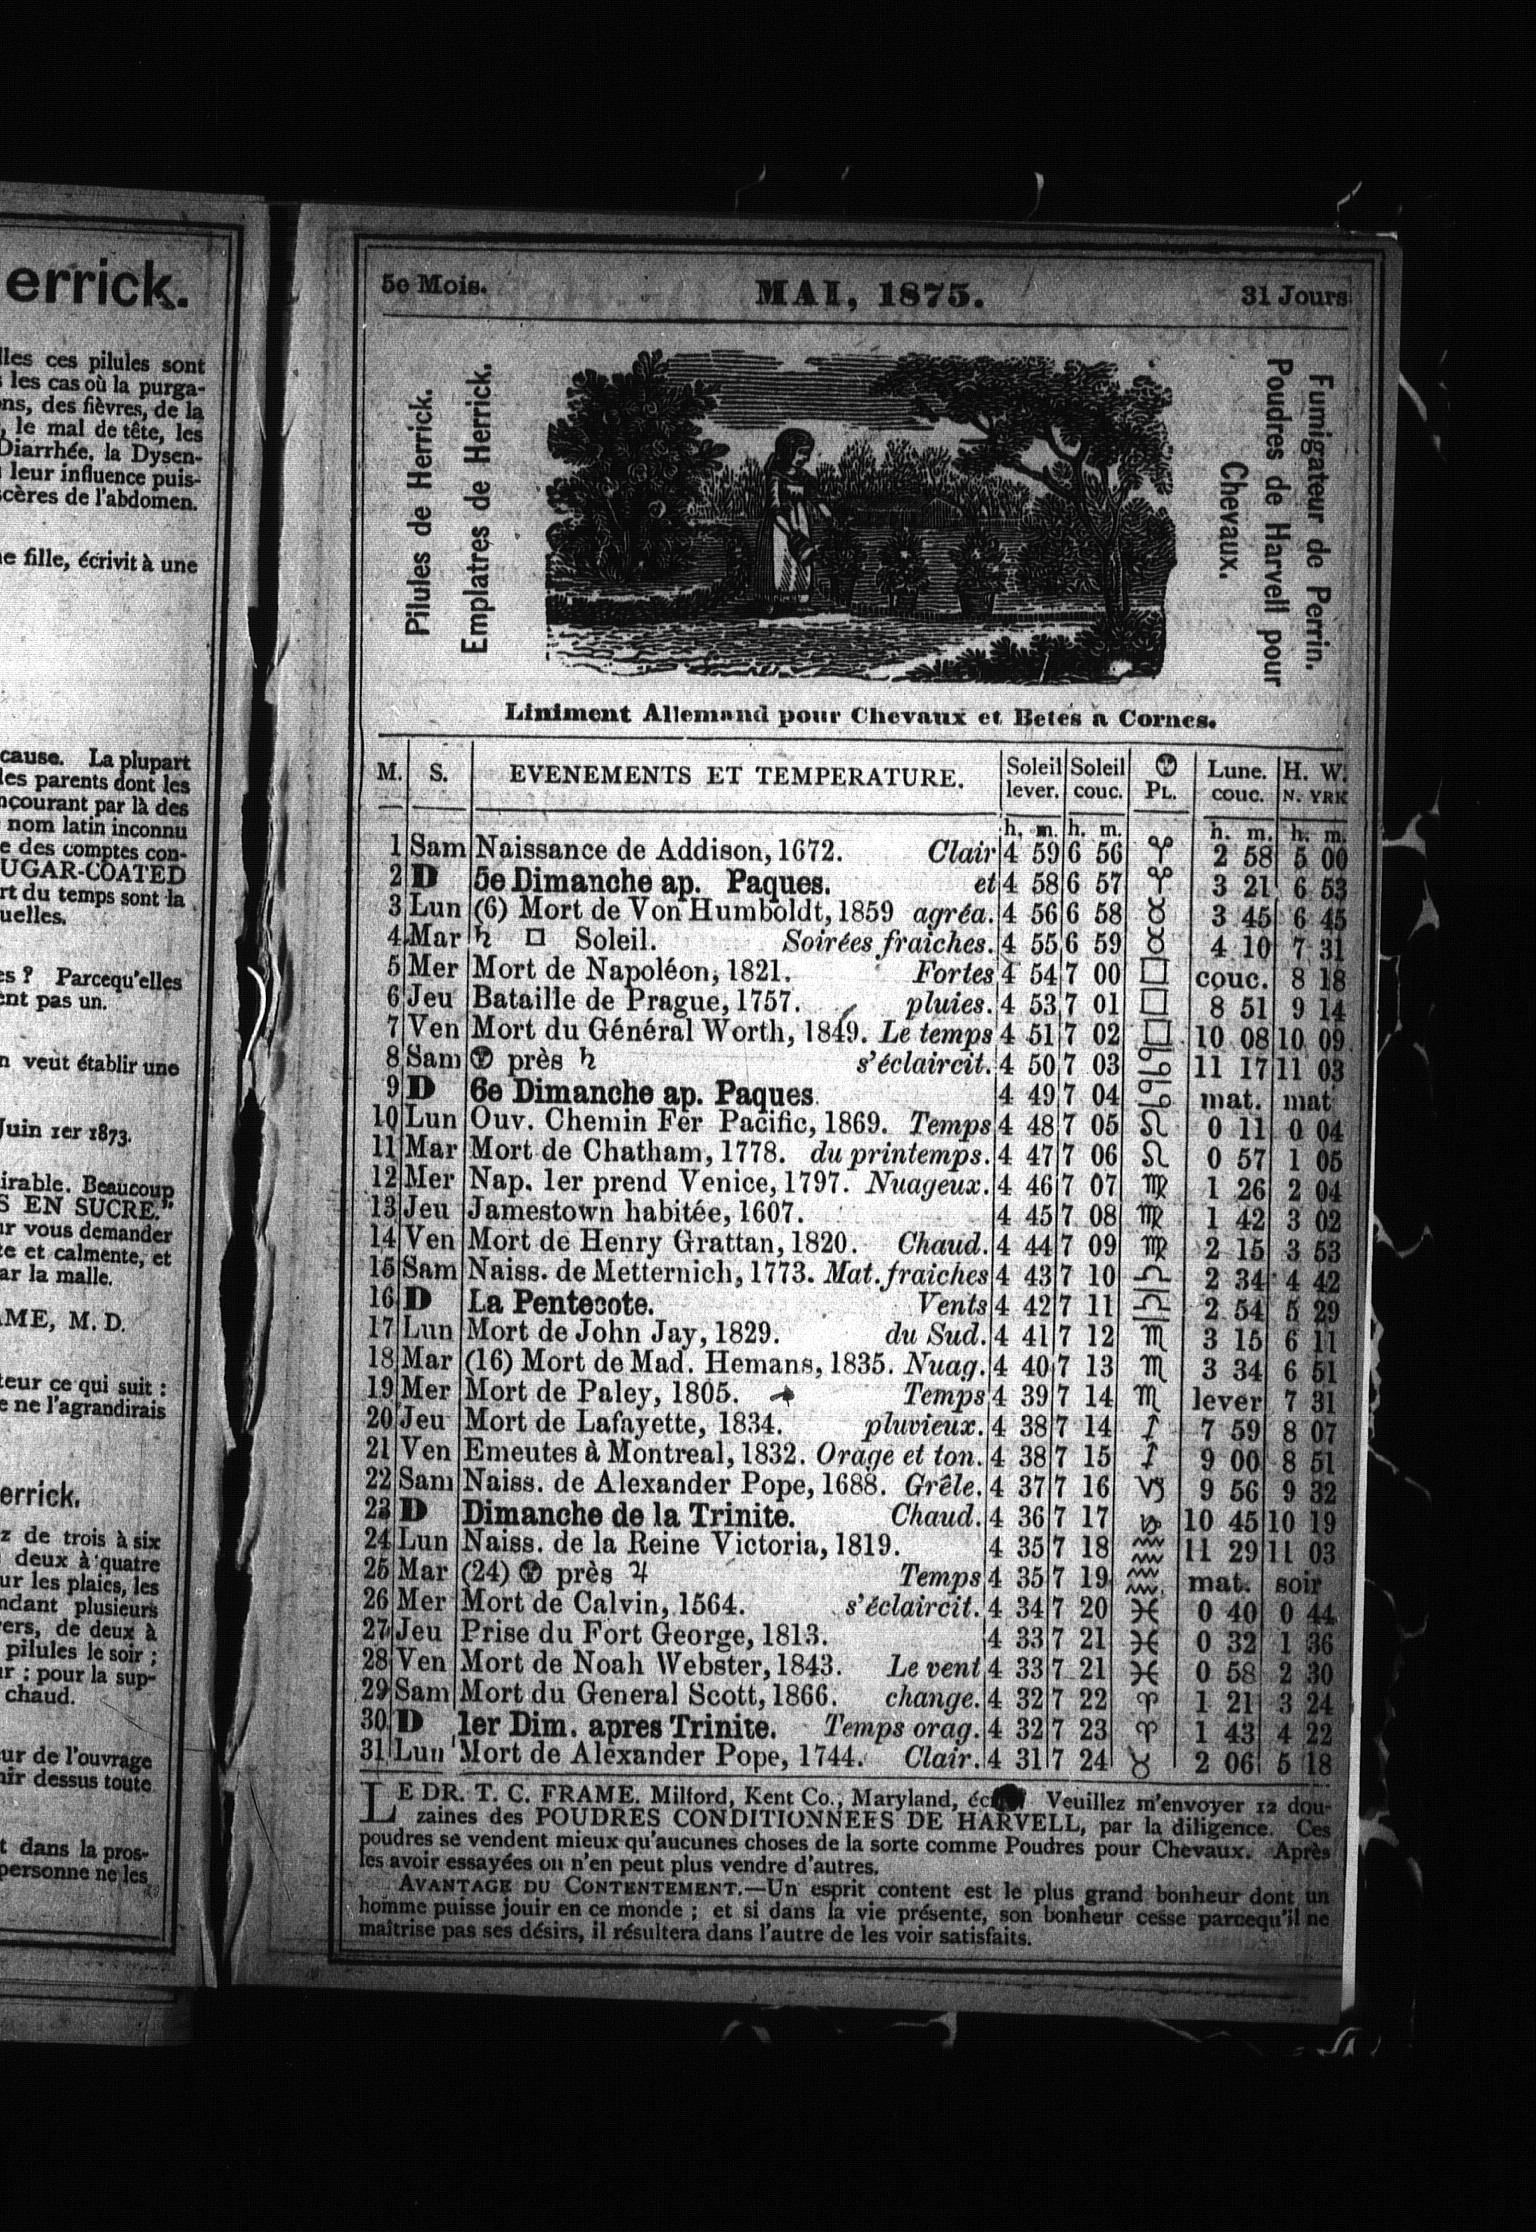 errick.
lles ces pilules sont
les cas où la purga-
ns, des fièvres, de la
, le mal de tête, les
Diarrhée, la Dysen-
leur influence puis-
cères de l'abdomen.
e fille, écrivit à une
cause. La plupart
les parents dont les
ncourant par là des
nom latin inconnu
e des comptes con-
UGAR-COATED
rt du temps sont la
uelles.
es ? Parcequ'elles
ent pas un.
n veut établir une
Juin 1er 1873.
irable. Beaucoup
S EN SUCRE."
ur vous demander
te et calmente, et
ar la malle.
AME, M. D.
teur ce qui suit :
e ne l'agrandirais
errick.
z de trois à six
deux à quatre
ur les plaies, les
ndant plusieurs
ers, de deux à
pilules le soir ;
ur ; pour la sup-
chaud.
ur de l'ouvrage
nir dessus toute
t dans la pros-
personne ne les
5e Mois. MAI, 1875. 31 Jours
Pilules de Herrick.
Emplatres de Herrick.
Fumigateur de Perrin.
Poudres de Harvell pour
Chevaux.
Liniment Allemand pour Chevaux et Betes a Cornes.
M. S. EVENEMENTS ET TEMPERATURE. Soleil lever. Soleil couc. PL. Lune. couc. H. W. N. YRK
h. m. h. m. h. m. h. m.
1 Sam Naissance de Addison, 1672. Clair 4 59 6 56 ♈ 2 58 5 00
2 D 5e Dimanche ap. Paques. et 4 58 6 57 ♈ 3 21 6 53
3 Lun (6) Mort de Von Humboldt, 1859 agréa. 4 56 6 58 ♉ 3 45 6 45
4 Mar ♄ □ Soleil. Soirées fraiches. 4 55 6 59 ♉ 4 10 7 31
5 Mer Mort de Napoléon, 1821. Fortes 4 54 7 00 □ couc. 8 18
6 Jeu Bataille de Prague, 1757. pluies. 4 53 7 01 □ 8 51 9 14
7 Ven Mort du Général Worth, 1849. Le temps 4 51 7 02 □ 10 08 10 09
8 Sam près ♄ s'éclaircit. 4 50 7 03 ♋ 11 17 11 03
9 D 6e Dimanche ap. Paques. 4 49 7 04 ♋ mat. mat
10 Lun Ouv. Chemin Fer Pacific, 1869. Temps 4 48 7 05 ♌ 0 11 0 04
11 Mar Mort de Chatham, 1778. du printemps. 4 47 7 06 ♌ 0 57 1 05
12 Mer Nap. 1er prend Venice, 1797. Nuageux. 4 46 7 07 ♍ 1 26 2 04
13 Jeu Jamestown habitée, 1607. 4 45 7 08 ♍ 1 42 3 02
14 Ven Mort de Henry Grattan, 1820. Chaud. 4 44 7 09 ♍ 2 15 3 53
15 Sam Naiss. de Metternich, 1773. Mat. fraiches 4 43 7 10 ♎ 2 34 4 42
16 D La Pentecote. Vents 4 42 7 11 ♎ 2 54 5 29
17 Lun Mort de John Jay, 1829. du Sud. 4 41 7 12 ♏ 3 15 6 11
18 Mar (16) Mort de Mad. Hemans, 1835. Nuag. 4 40 7 13 ♏ 3 34 6 51
19 Mer Mort de Paley, 1805. Temps 4 39 7 14 ♏ lever 7 31
20 Jeu Mort de Lafayette, 1834. pluvieux. 4 38 7 14 ♐ 7 59 8 07
21 Ven Emeutes à Montreal, 1832. Orage et ton. 4 38 7 15 ♐ 9 00 8 51
22 Sam Naiss. de Alexander Pope, 1688. Grêle. 4 37 7 16 ♑ 9 56 9 32
23 D Dimanche de la Trinite. Chaud. 4 36 7 17 ♑ 10 45 10 19
24 Lun Naiss. de la Reine Victoria, 1819. 4 35 7 18 ♒ 11 29 11 03
25 Mar (24) près ♃ Temps 4 35 7 19 ♒ mat. soir
26 Mer Mort de Calvin, 1564. s'éclaircit. 4 34 7 20 ♓ 0 40 0 44
27 Jeu Prise du Fort George, 1813. 4 33 7 21 ♓ 0 32 1 36
28 Ven Mort de Noah Webster, 1843. Le vent 4 33 7 21 ♓ 0 58 2 30
29 Sam Mort du General Scott, 1866. change. 4 32 7 22 ♈ 1 21 3 24
30 D 1er Dim. apres Trinite. Temps orag. 4 32 7 23 ♈ 1 43 4 22
31 Lun Mort de Alexander Pope, 1744. Clair. 4 31 7 24 ♉ 2 06 5 18
LE DR. T. C. FRAME. Milford, Kent Co., Maryland, Veuillez m'envoyer 12 dou-
zaines des POUDRES CONDITIONNEES DE HARVELL, par la diligence. Ces
poudres se vendent mieux qu'aucunes choses de la sorte comme Poudres pour Chevaux. Après
les avoir essayées on n'en peut plus vendre d'autres.
AVANTAGE DU CONTENTEMENT.—Un esprit content est le plus grand bonheur dont un
homme puisse jouir en ce monde ; et si dans la vie présente, son bonheur cesse parcequ'il ne
maîtrise pas ses désirs, il résultera dans l'autre de les voir satisfaits.